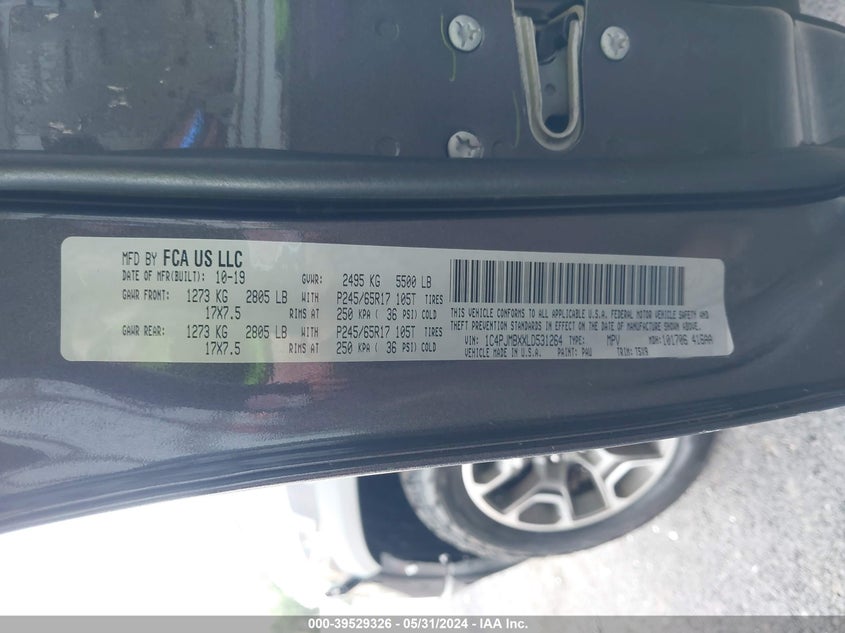 MFD BY FCA US LLC
DATE OF MFR(BUILT): 10-19 GVWR: 2495 KG 5500 LB
GAWR FRONT: 1273 KG 2805 LB WITH P245/65R17 105T TIRES
17X7.5 RIMS AT 250 KPA ( 36 PSI) COLD
GAWR REAR: 1273 KG 2805 LB WITH P245/65R17 105T TIRES
17X7.5 RIMS AT 250 KPA ( 36 PSI) COLD
THIS VEHICLE CONFORMS TO ALL APPLICABLE U.S.A. FEDERAL MOTOR VEHICLE SAFETY AND
THEFT PREVENTION STANDARDS IN EFFECT ON THE DATE OF MANUFACTURE SHOWN ABOVE.
VIN: 1C4PJMBXXLD531264 TYPE: MPV MDH: 101706 416AA
VEHICLE MADE IN U.S.A. PAINT: PAU TRIM: T5X9
000-39529326 - 05/31/2024 - IAA Inc.